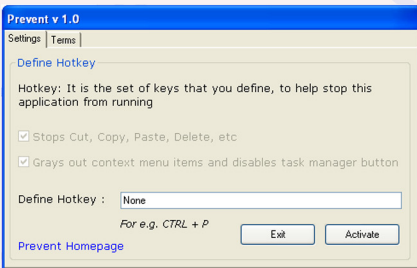 Prevent v 1.0
Settings Terms
Define Hotkey
Hotkey: It is the set of keys that you define, to help stop this
application from running
Stops Cut, Copy, Paste, Delete, etc
Grays out context menu items and disables task manager button
Define Hotkey : None
For e.g. CTRL + P
Exit Activate
Prevent Homepage